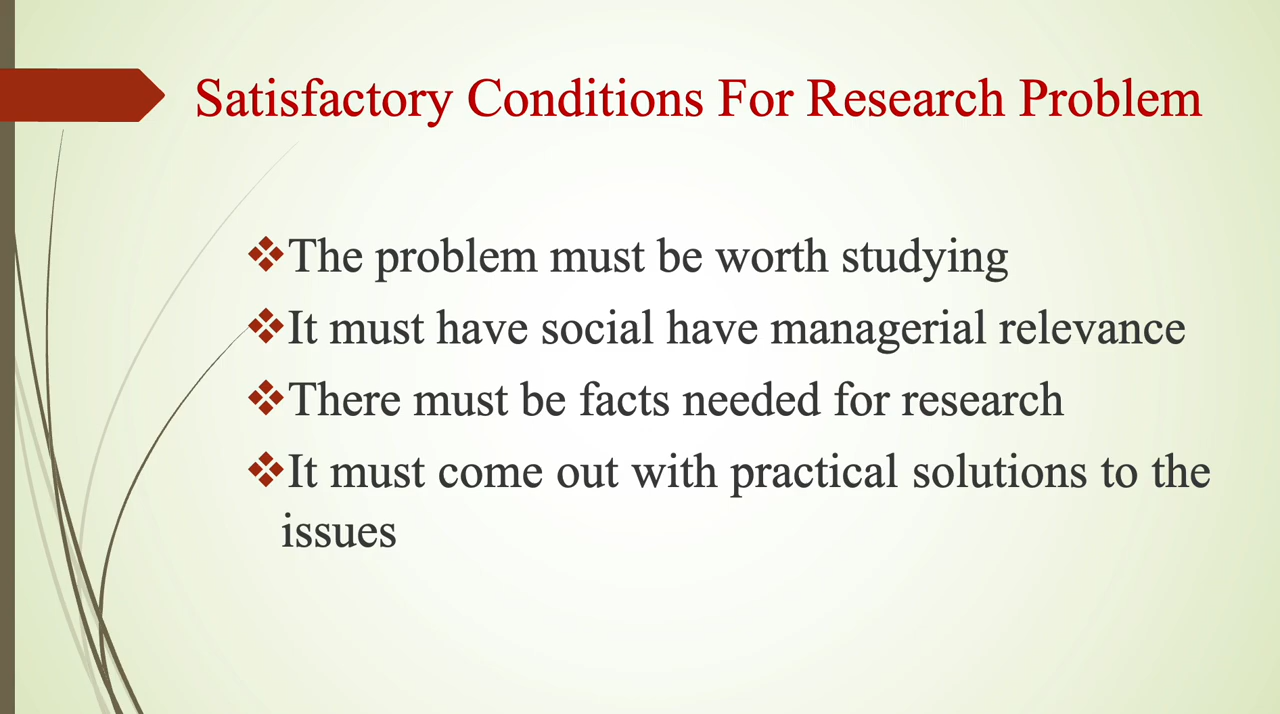 Satisfactory Conditions For Research Problem
❖The problem must be worth studying
❖It must have social have managerial relevance
❖There must be facts needed for research
❖It must come out with practical solutions to the
issues